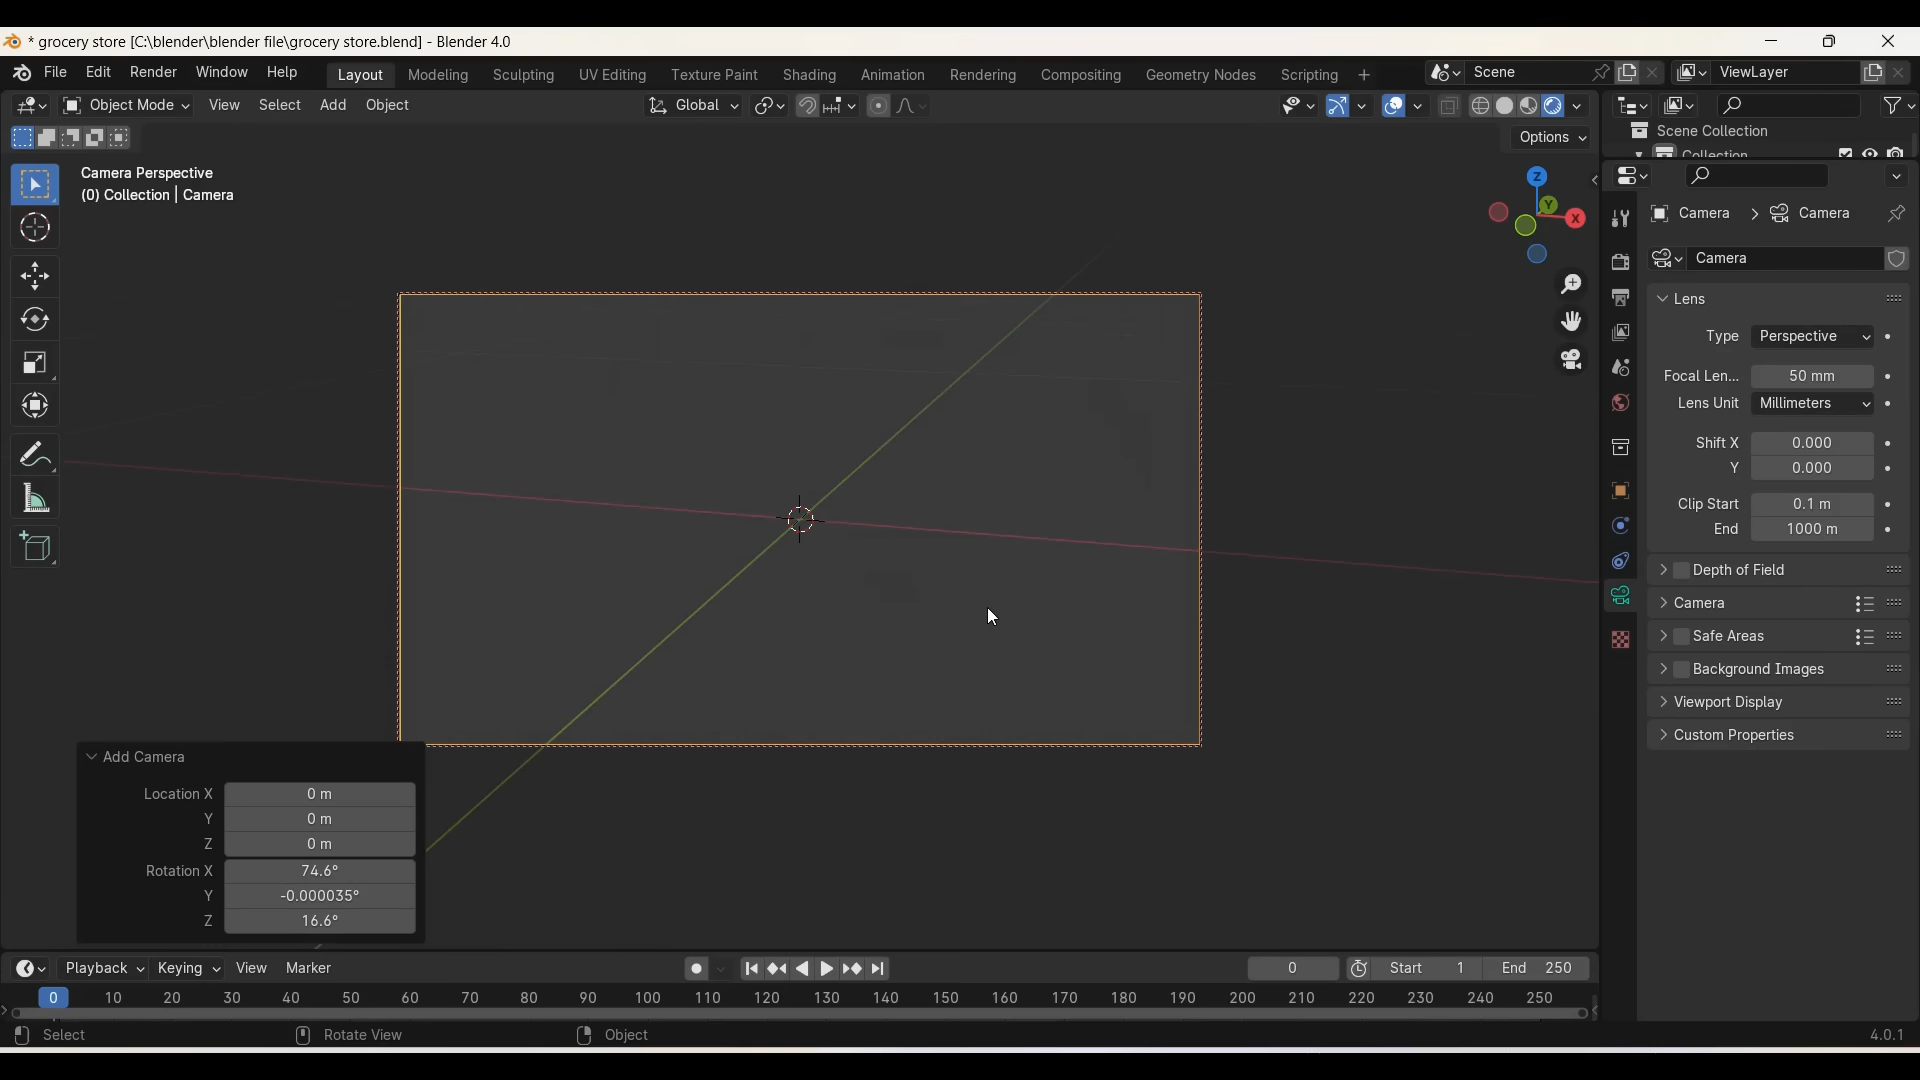 * grocery store [C:\blender\blender file\grocery store.blend] - Blender 4.0
File Edit Render Window Help Layout Modeling Sculpting UV Editing Texture Paint Shading Animation Rendering Compositing Geometry Nodes Scripting + Scene ViewLayer
Object Mode View Select Add Object Global
Options
Scene Collection
Collection
Camera Perspective
(0) Collection | Camera
Z
Y
X
Camera > Camera
Camera
Lens
Type Perspective
Focal Len... 50 mm
Lens Unit Millimeters
Shift X 0.000
Y 0.000
Clip Start 0.1 m
End 1000 m
Depth of Field
Camera
Safe Areas
Background Images
Viewport Display
Custom Properties
Add Camera
Location X 0 m
Y 0 m
Z 0 m
Rotation X 74.6°
Y -0.000035°
Z 16.6°
Playback Keying View Marker 0 Start 1 End 250
0 10 20 30 40 50 60 70 80 90 100 110 120 130 140 150 160 170 180 190 200 210 220 230 240 250
Select Rotate View Object 4.0.1